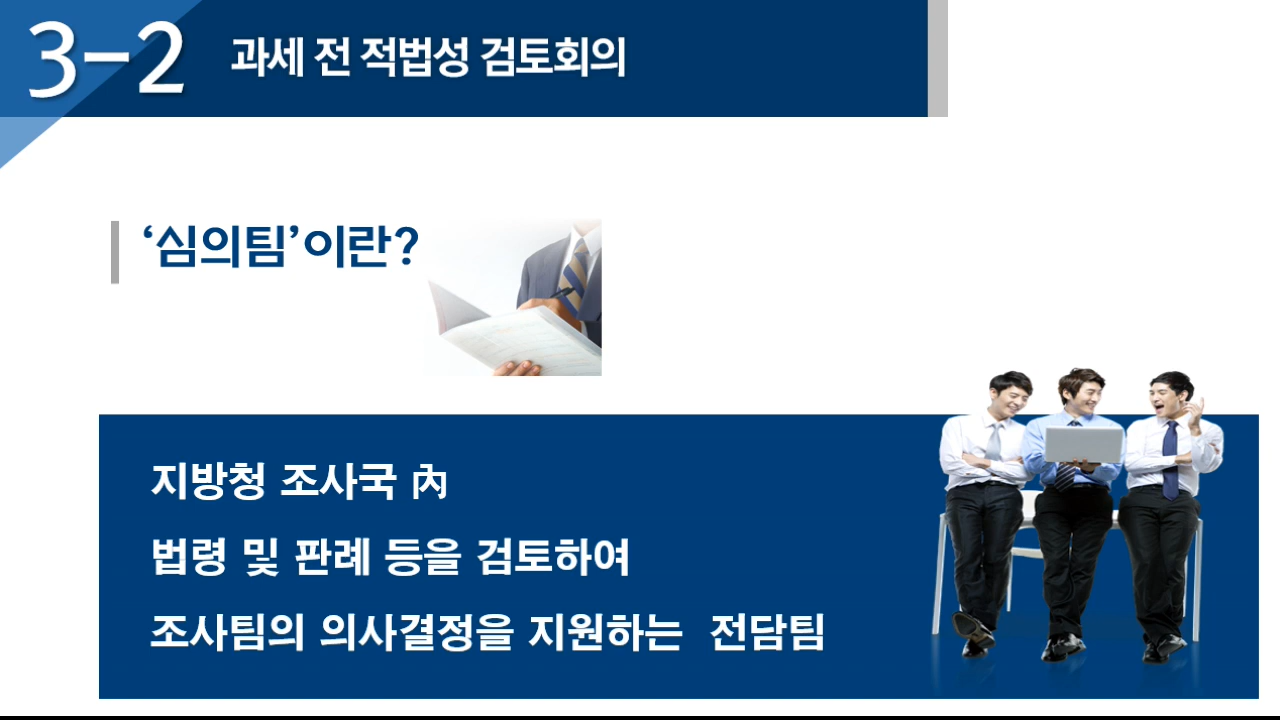 3-2 과세 전 적법성 검토회의
‘심의팀’이란?
지방청 조사국 內
법령 및 판례 등을 검토하여
조사팀의 의사결정을 지원하는 전담팀